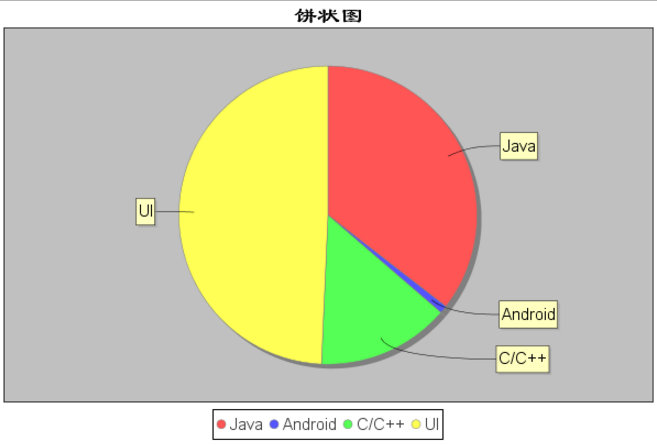 饼状图
Java
UI
Android
C/C++
Java Android C/C++ UI